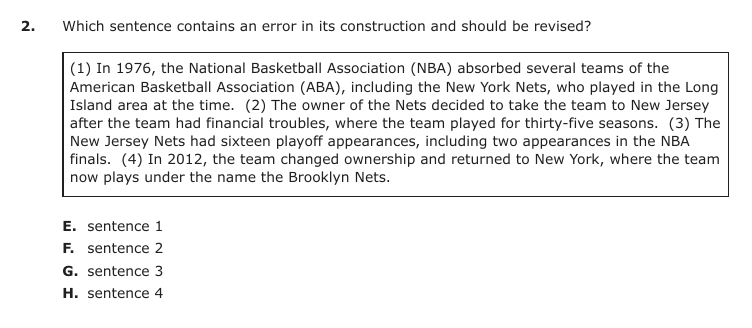 2. Which sentence contains an error in its construction and should be revised?
(1) In 1976, the National Basketball Association (NBA) absorbed several teams of the
American Basketball Association (ABA), including the New York Nets, who played in the Long
Island area at the time. (2) The owner of the Nets decided to take the team to New Jersey
after the team had financial troubles, where the team played for thirty-five seasons. (3) The
New Jersey Nets had sixteen playoff appearances, including two appearances in the NBA
finals. (4) In 2012, the team changed ownership and returned to New York, where the team
now plays under the name the Brooklyn Nets.
E. sentence 1
F. sentence 2
G. sentence 3
H. sentence 4